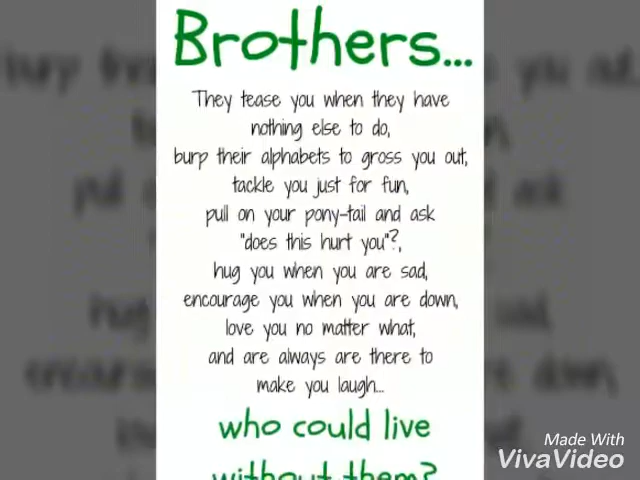 Brothers...
They tease you when they have
nothing else to do,
burp their alphabets to gross you out,
tackle you just for fun,
pull on your pony-tail and ask
"does this hurt you"?,
hug you when you are sad,
encourage you when you are down,
love you no matter what,
and are always are there to
make you laugh...
who could live
without them?
Made With
VivaVideo